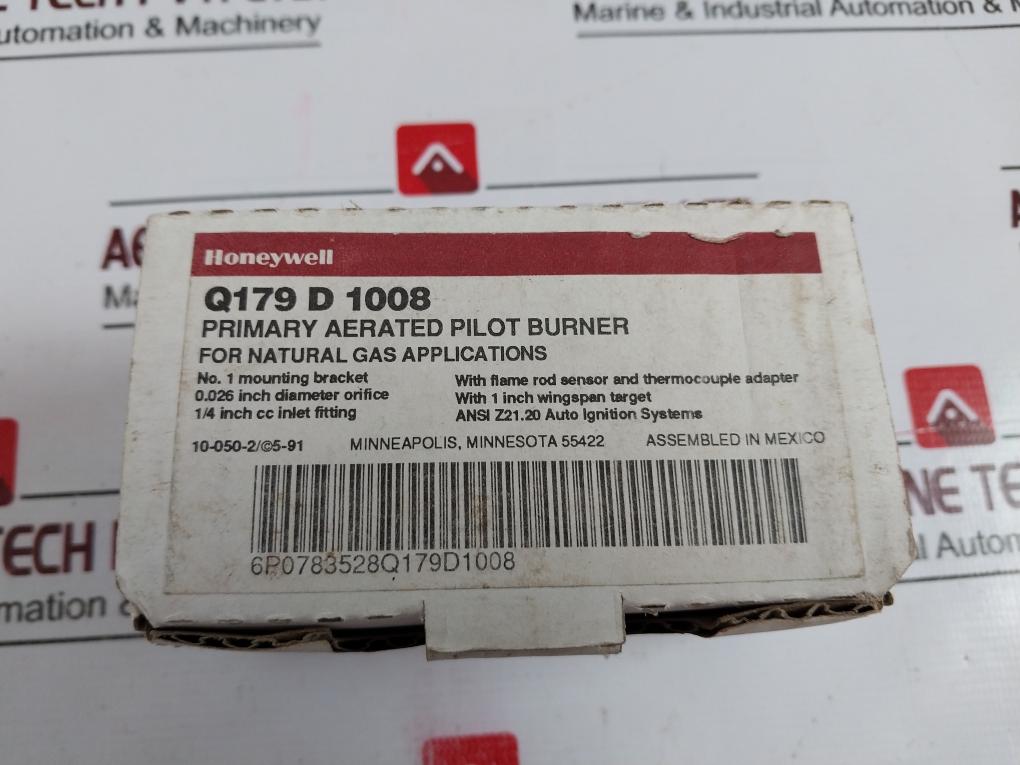 Marine & Industrial Automation &
& Machinery
Honeywell
Q179 D 1008
PRIMARY AERATED PILOT BURNER
FOR NATURAL GAS APPLICATIONS
No. 1 mounting bracket
0.026 inch diameter orifice
1/4 inch cc inlet fitting
With flame rod sensor and thermocouple adapter
With 1 inch wingspan target
ANSI Z21.20 Auto Ignition Systems
10-050-2/©5-91 MINNEAPOLIS, MINNESOTA 55422 ASSEMBLED IN MEXICO
6P0783528Q179D1008